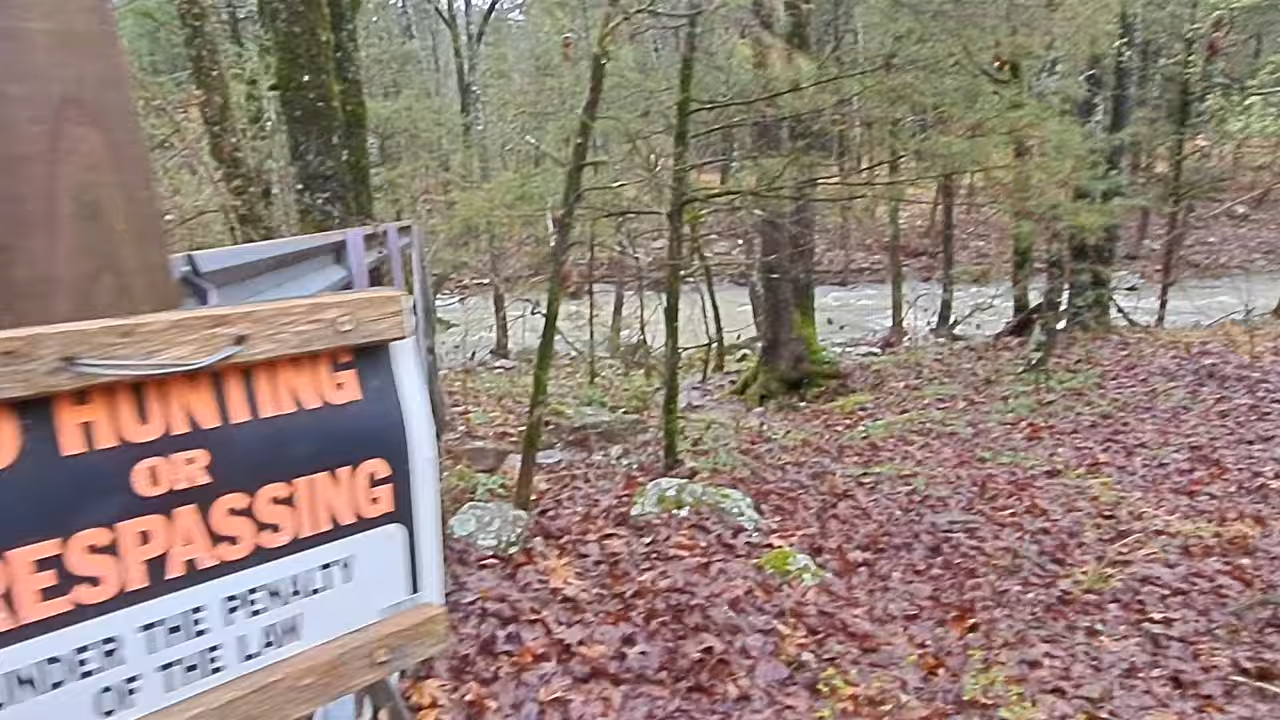 HUNTING
OR
RESPASSING
UNDER THE PENALTY
OF THE LAW